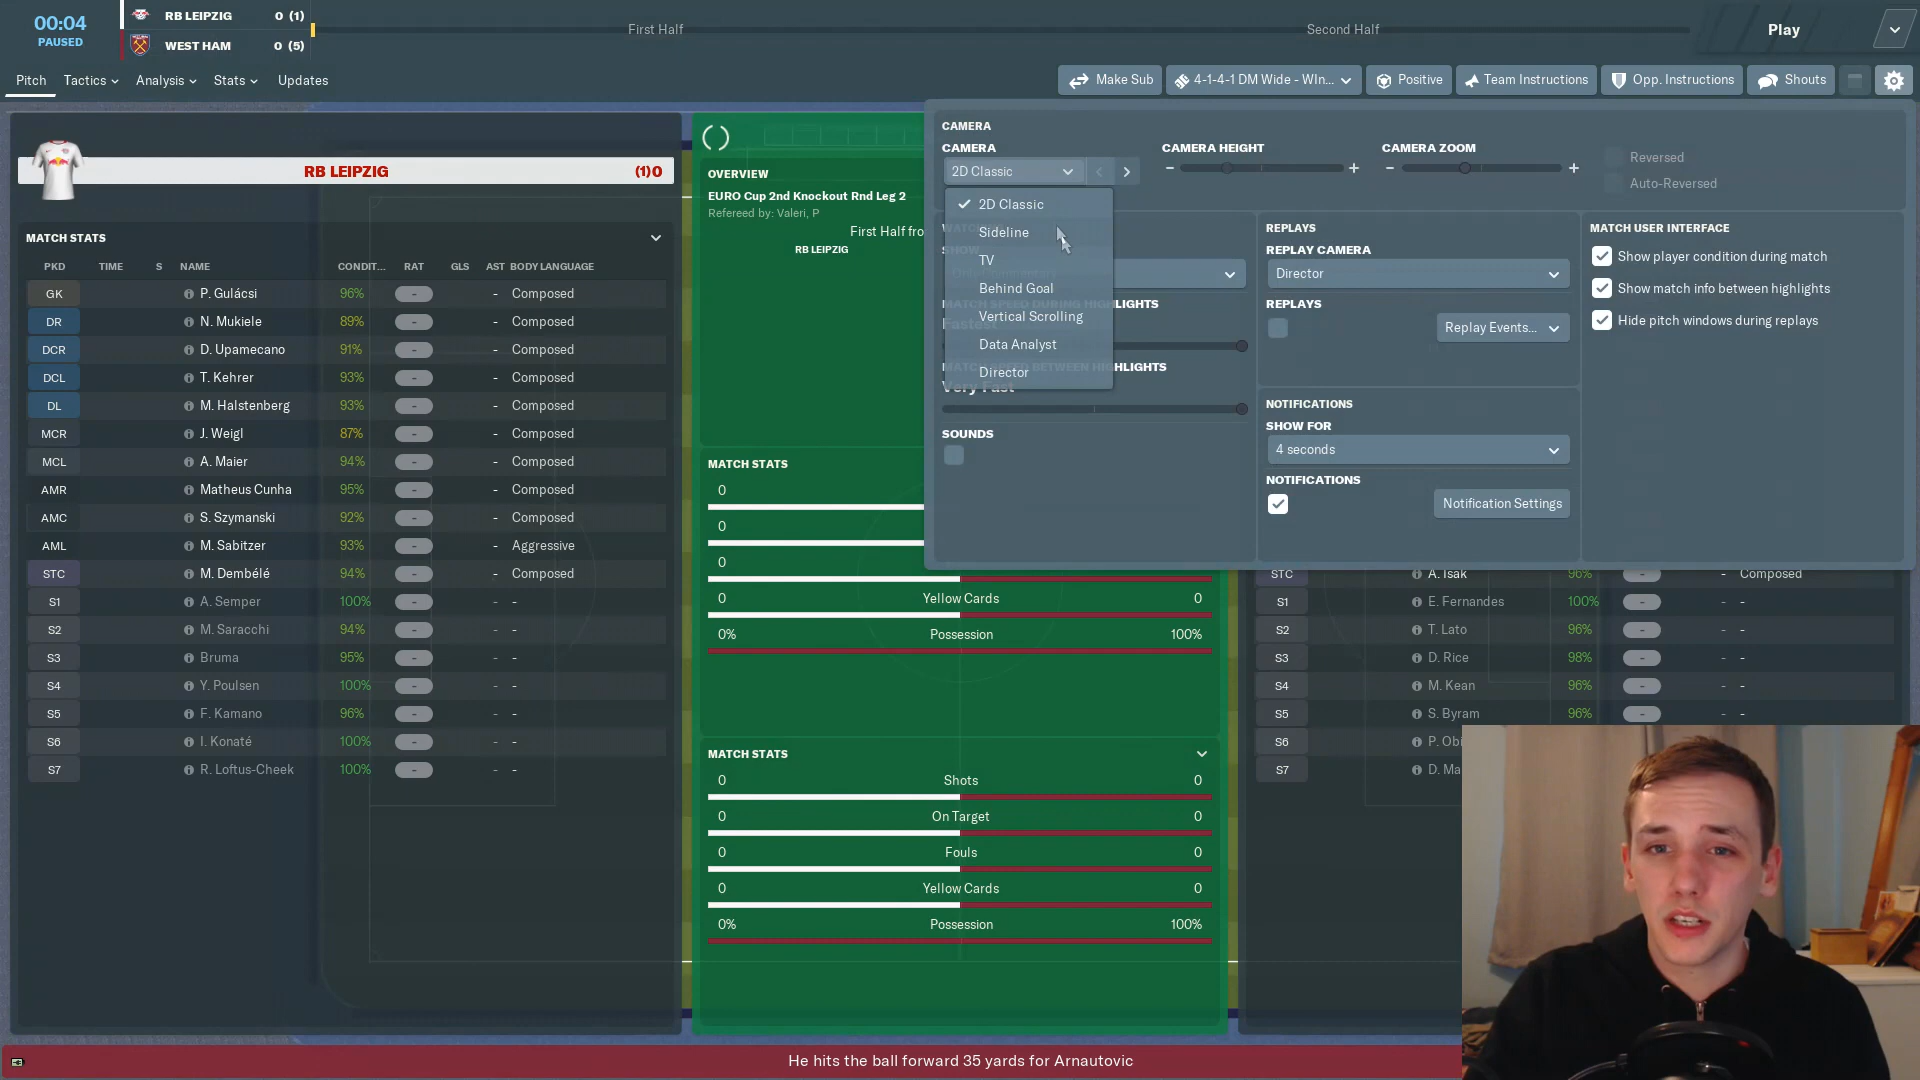 00:04
PAUSED
RB LEIPZIG 0 (1)
WEST HAM 0 (5)
First Half
Second Half
Play
Pitch Tactics Analysis Stats Updates
Make Sub 4-1-4-1 DM Wide - WIn... Positive Team Instructions Opp. Instructions Shouts
RB LEIPZIG (1)0
MATCH STATS
PKD TIME S NAME CONDIT... RAT GLS AST BODY LANGUAGE
GK P. Gulácsi 96% - - Composed
DR N. Mukiele 89% - - Composed
DCR D. Upamecano 91% - - Composed
DCL T. Kehrer 93% - - Composed
DL M. Halstenberg 93% - - Composed
MCR J. Weigl 87% - - Composed
MCL A. Maier 94% - - Composed
AMR Matheus Cunha 95% - - Composed
AMC S. Szymanski 92% - - Composed
AML M. Sabitzer 93% - - Aggressive
STC M. Dembélé 94% - - Composed
S1 A. Semper 100% - - -
S2 M. Saracchi 94% - - -
S3 Bruma 95% - - -
S4 Y. Poulsen 100% - - -
S5 F. Kamano 96% - - -
S6 I. Konaté 100% - - -
S7 R. Loftus-Cheek 100% - - -
OVERVIEW
EURO Cup 2nd Knockout Rnd Leg 2
Refereed by: Valeri, P
First Half fro
RB LEIPZIG
MATCH STATS
0
0
0
0 Yellow Cards 0
0% Possession 100%
MATCH STATS
0 Shots 0
0 On Target 0
0 Fouls 0
0 Yellow Cards 0
0% Possession 100%
CAMERA
CAMERA
2D Classic
2D Classic
Sideline
TV
Behind Goal
Vertical Scrolling
Data Analyst
Director
CAMERA HEIGHT
- +
CAMERA ZOOM
- +
Reversed
Auto-Reversed
SHOW
MATCH SPEED DURING HIGHLIGHTS
Fastest
HIGHLIGHTS
Very Fast
SOUNDS
REPLAYS
REPLAY CAMERA
Director
REPLAYS
Replay Events...
NOTIFICATIONS
SHOW FOR
4 seconds
NOTIFICATIONS
Notification Settings
MATCH USER INTERFACE
Show player condition during match
Show match info between highlights
Hide pitch windows during replays
STC A. Isak 96% - - Composed
S1 E. Fernandes 100% - - -
S2 T. Lato 96% - - -
S3 D. Rice 98% - - -
S4 M. Kean 96% - - -
S5 S. Byram 96% - - -
S6 P. Obi
S7 D. Ma
He hits the ball forward 35 yards for Arnautovic